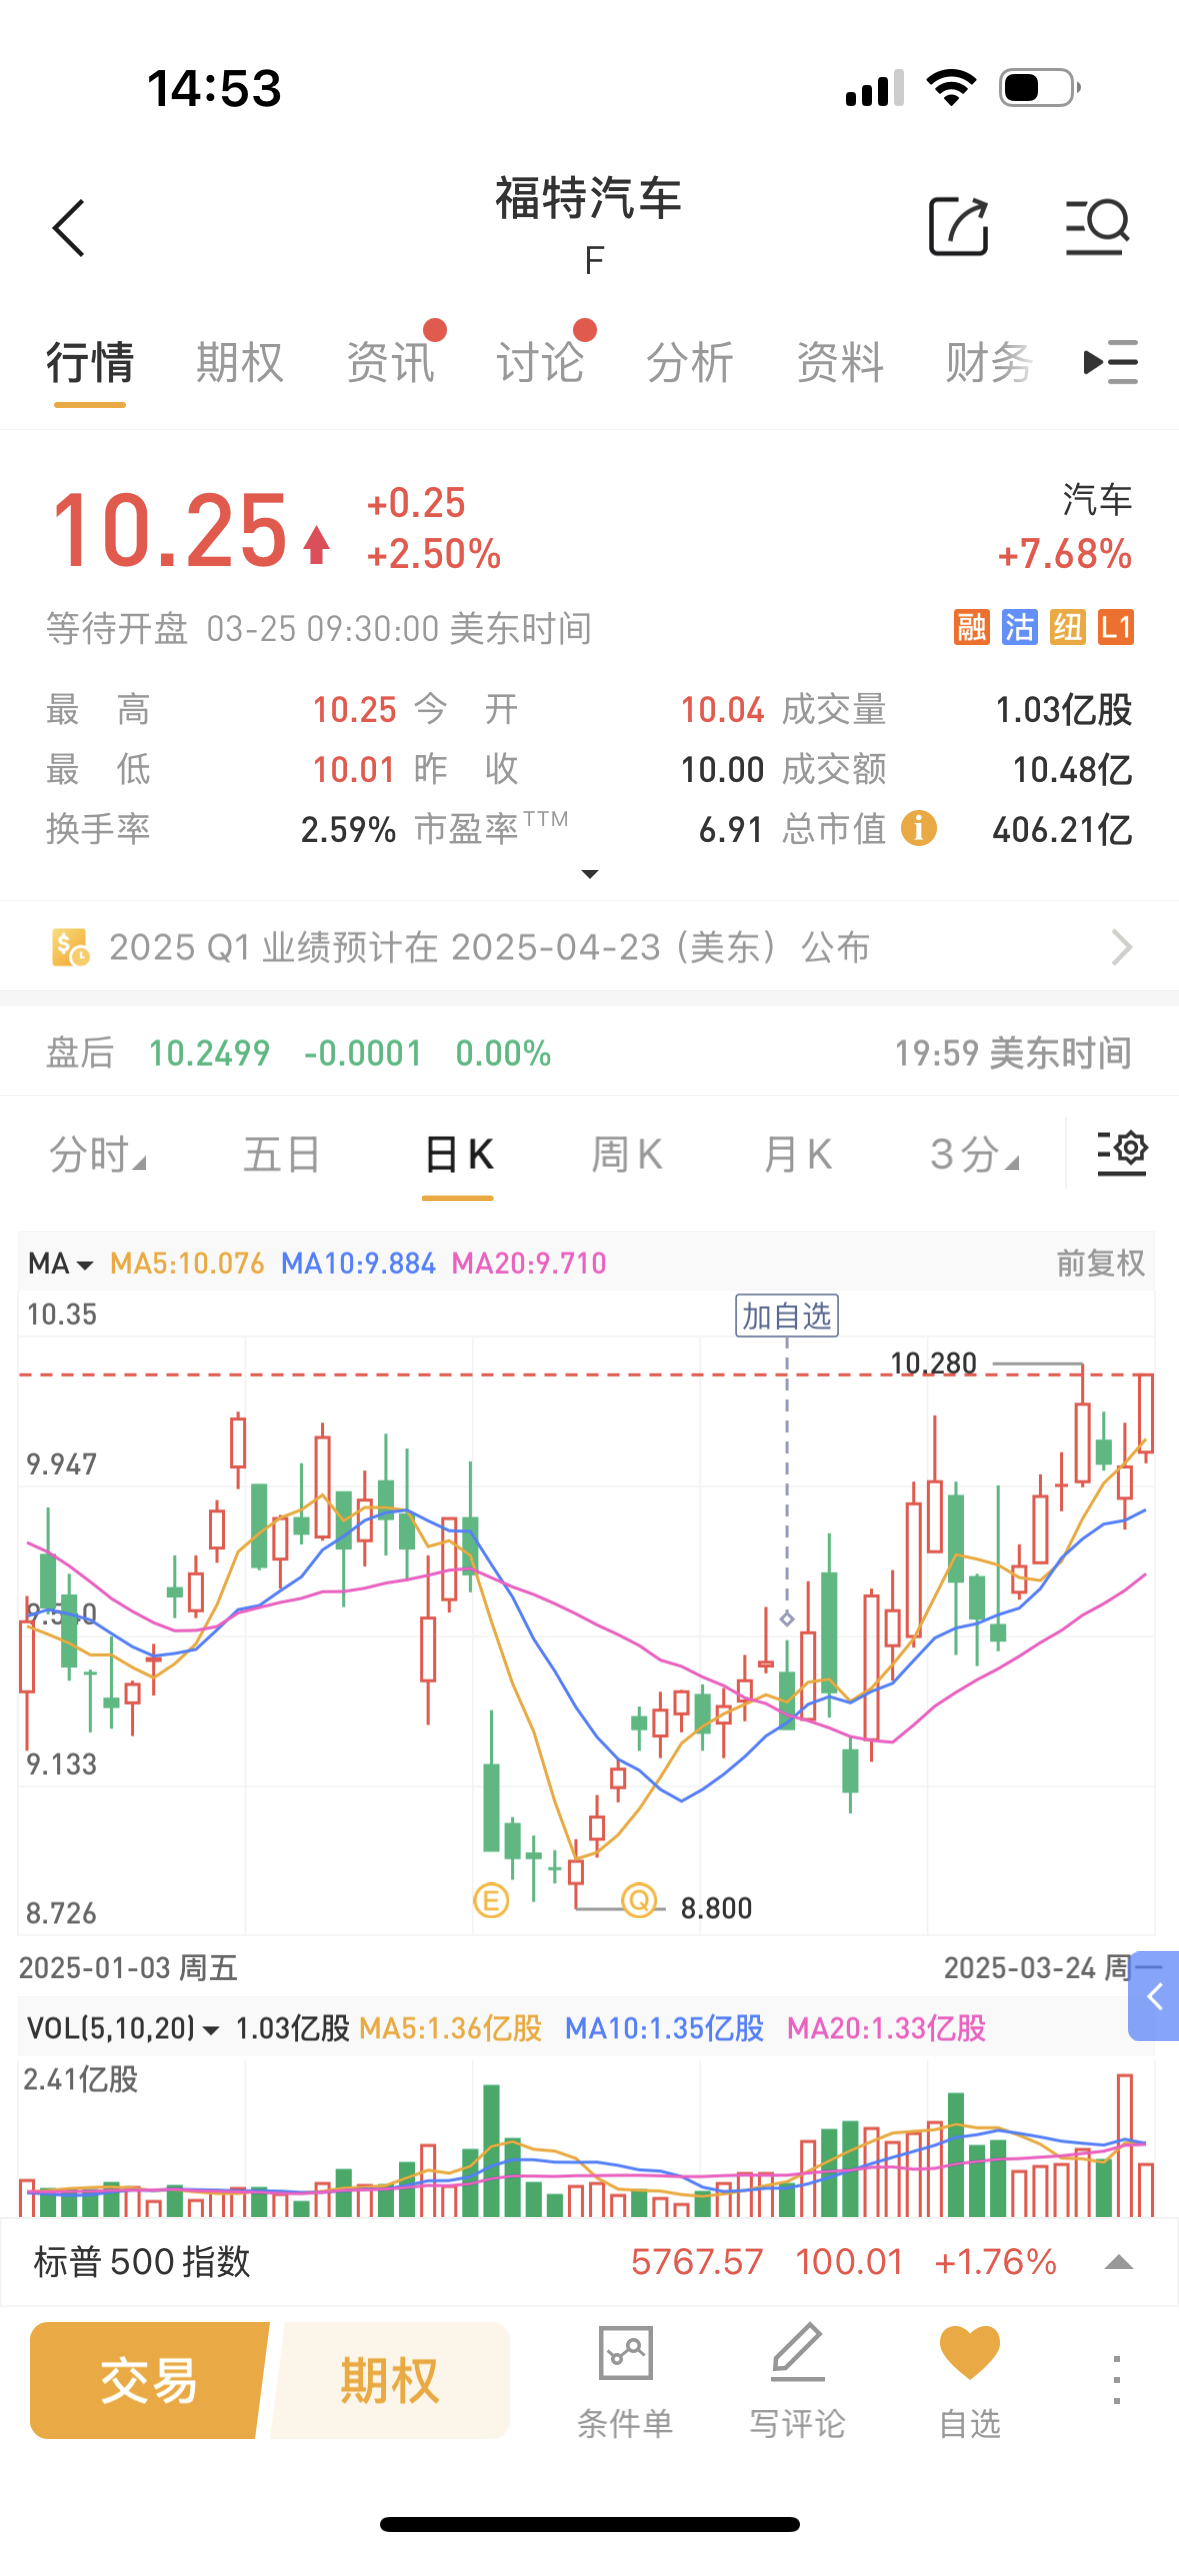 14:53
福特汽车
F
行情 期权 资讯 讨论 分析 资料 财务
10.25 +0.25 汽车
+2.50% +7.68%
等待开盘 03-25 09:30:00 美东时间 融 沽 纽 L1
最高 10.25 今开 10.04 成交量 1.03亿股
最低 10.01 昨收 10.00 成交额 10.48亿
换手率 2.59% 市盈率TTM 6.91 总市值 i 406.21亿
2025 Q1 业绩预计在 2025-04-23（美东）公布
盘后 10.2499 -0.0001 0.00% 19:59 美东时间
分时 五日 日K 周K 月K 3分
MA MA5:10.076 MA10:9.884 MA20:9.710 前复权
10.35 加自选
10.280
9.947
9.540
9.133
E Q 8.800
8.726
2025-01-03 周五 2025-03-24 周一
VOL(5,10,20) 1.03亿股 MA5:1.36亿股 MA10:1.35亿股 MA20:1.33亿股
2.41亿股
标普500指数 5767.57 100.01 +1.76%
交易 期权 条件单 写评论 自选